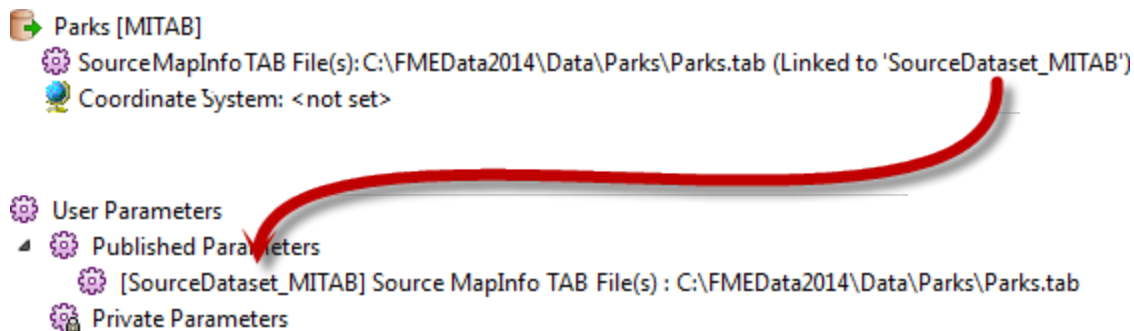 Parks [MITAB]
Source MapInfo TAB File(s): C:\FMEData2014\Data\Parks\Parks.tab (Linked to 'SourceDataset_MITAB')
Coordinate System: <not set>
User Parameters
Published Parameters
[SourceDataset_MITAB] Source MapInfo TAB File(s) : C:\FMEData2014\Data\Parks\Parks.tab
Private Parameters